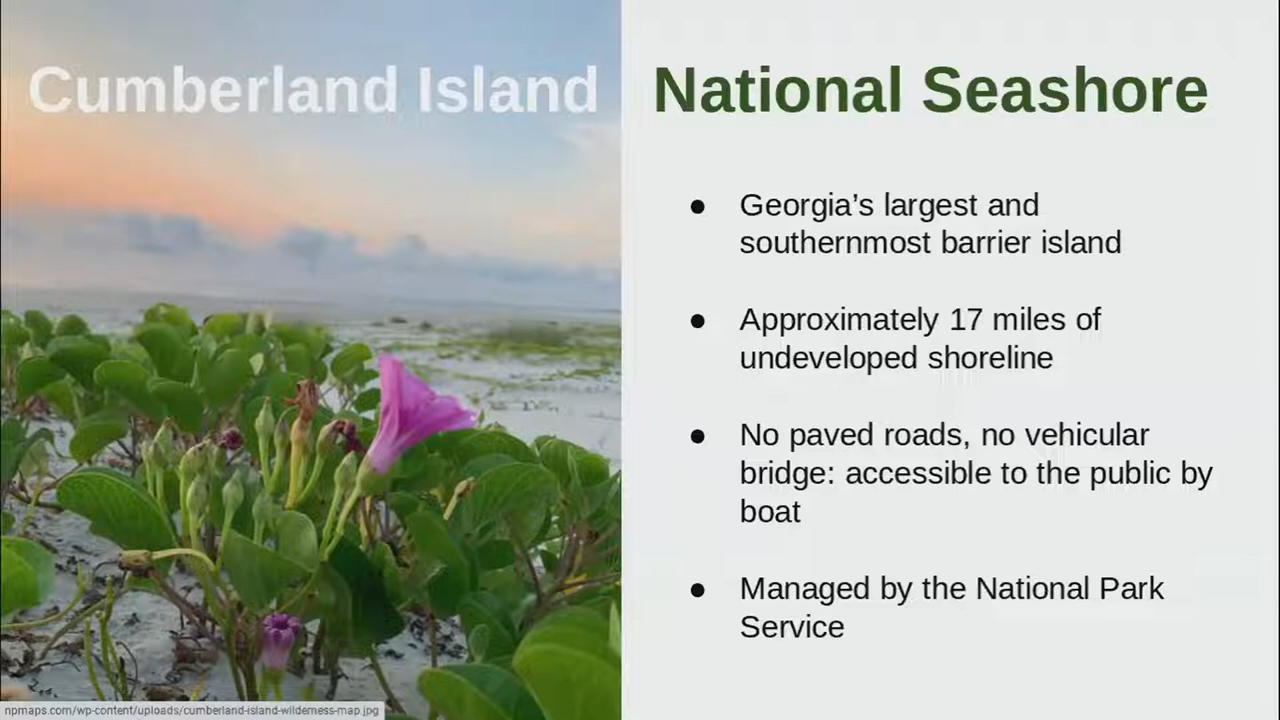 Cumberland Island National Seashore
● Georgia’s largest and
southernmost barrier island
● Approximately 17 miles of
undeveloped shoreline
● No paved roads, no vehicular
bridge: accessible to the public by
boat
● Managed by the National Park
Service
npmaps.com/wp-content/uploads/cumberland-island-wilderness-map.jpg